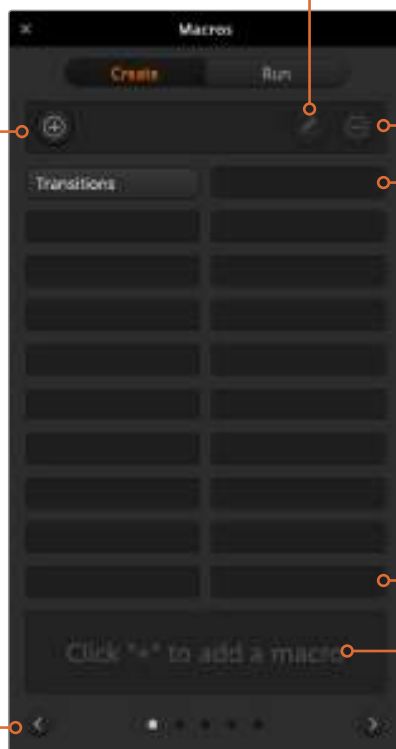 Macros
Create
Run
Transitions
Click "+" to add a macro